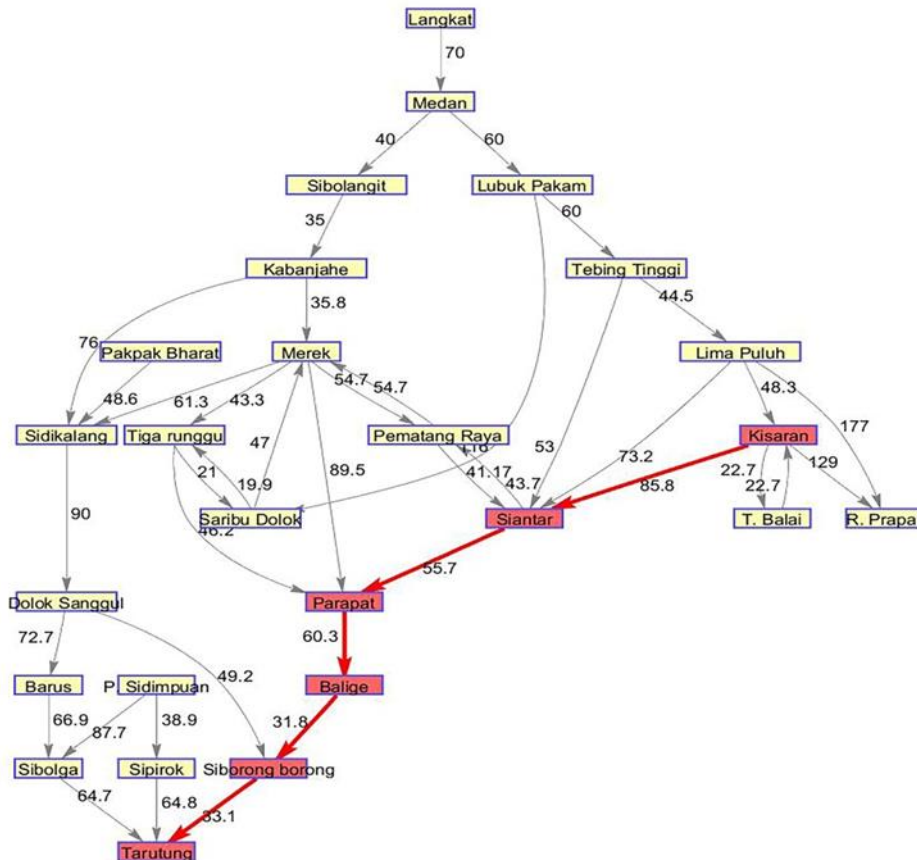 Langkat
70
Medan
40
60
Sibolangit
Lubuk Pakam
35
60
Kabanjahe
Tebing Tinggi
35.8
44.5
76
Pakpak Bharat
Merek
Lima Puluh
48.6
61.3
43.3
54.7
54.7
48.3
Sidikalang
Tiga runggu
Pematang Raya
Kisaran
177
47
53
116
21
19.9
89.5
41.17
43.7
73.2
85.8
22.7
22.7
129
90
46.2
Saribu Dolok
Siantar
T. Balai
R. Prapa
55.7
Dolok Sanggul
Parapat
72.7
60.3
49.2
Barus
P. Sidimpuan
Balige
66.9
87.7
38.9
31.8
Sibolga
Sipirok
Siborong borong
64.7
64.8
33.1
Tarutung